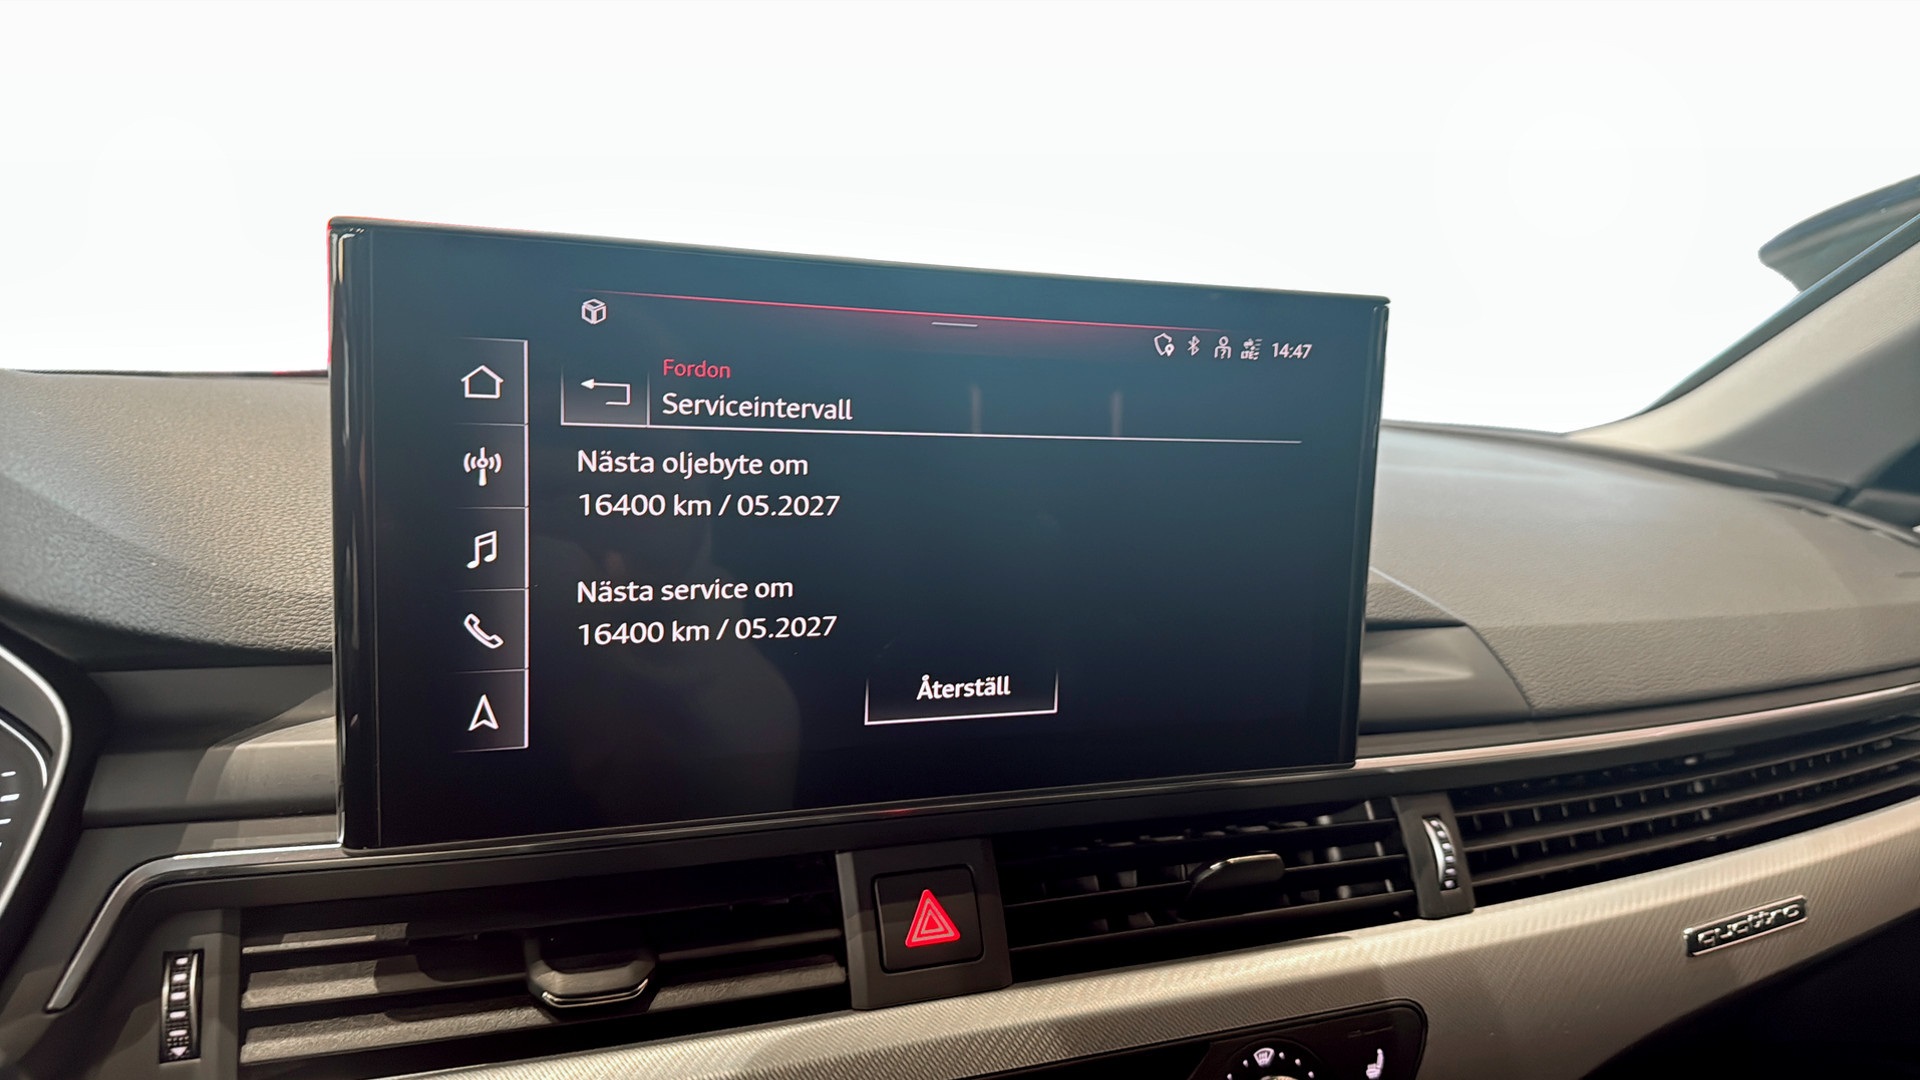 14:47
Fordon
Serviceintervall
Nästa oljebyte om
16400 km / 05.2027
Nästa service om
16400 km / 05.2027
Återställ
quattro